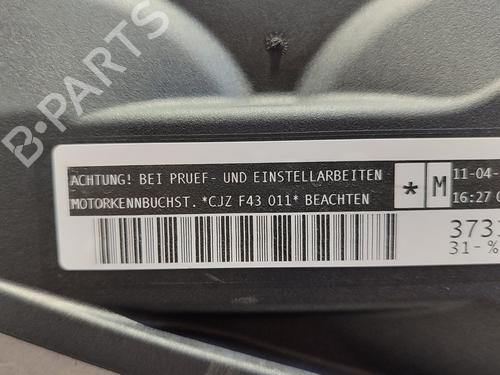 B-PARTS
ACHTUNG! BEI PRUEF- UND EINSTELLARBEITEN
MOTORKENNBUCHST. *CJZ F43 011* BEACHTEN
* M
11-04-
16:27
373
31-%